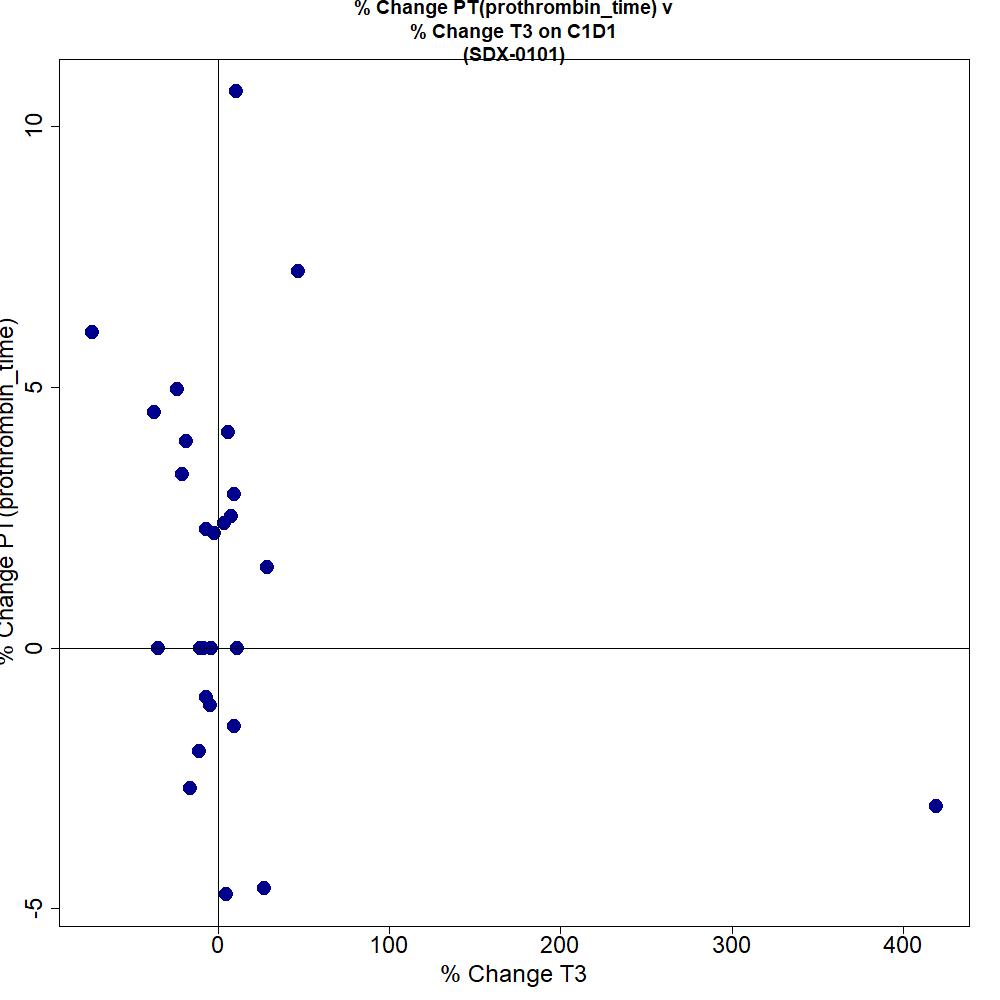 % Change PT(prothrombin_time) v
% Change T3 on C1D1
(SDX-0101)
10
5
0
-5
% Change PT(prothrombin_time)
0
100
200
300
400
% Change T3